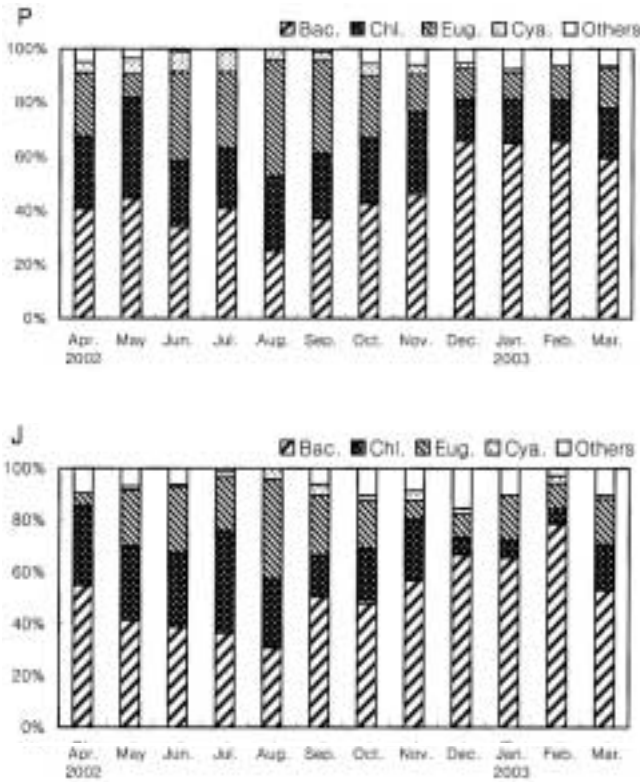 P
Bac. Chl. Eug. Cya. Others
100%
80%
60%
40%
20%
0%
Apr. May Jun. Jul. Aug. Sep. Oct. Nov. Dec. Jan. Feb. Mar.
2002 2003
J
Bac. Chl. Eug. Cya. Others
100%
80%
60%
40%
20%
0%
Apr. May Jun. Jul. Aug. Sep. Oct. Nov. Dec. Jan. Feb. Mar.
2002 2003